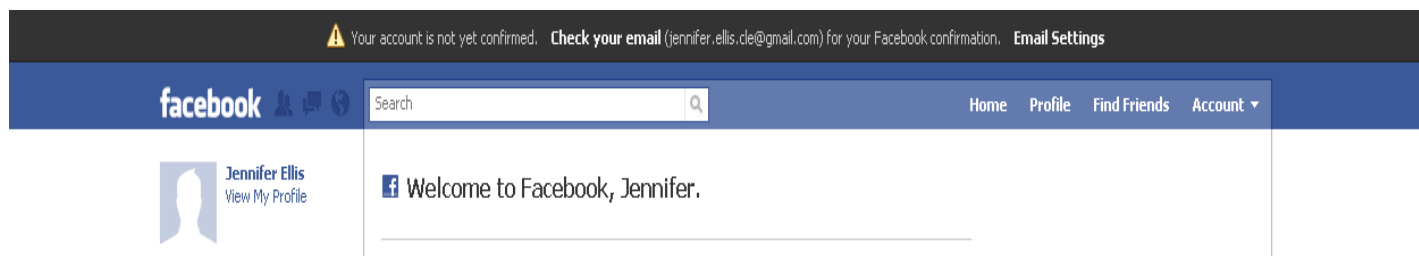 Your account is not yet confirmed. Check your email (jennifer.ellis.cle@gmail.com) for your Facebook confirmation. Email Settings
facebook Search Home Profile Find Friends Account
Jennifer Ellis
View My Profile
Welcome to Facebook, Jennifer.